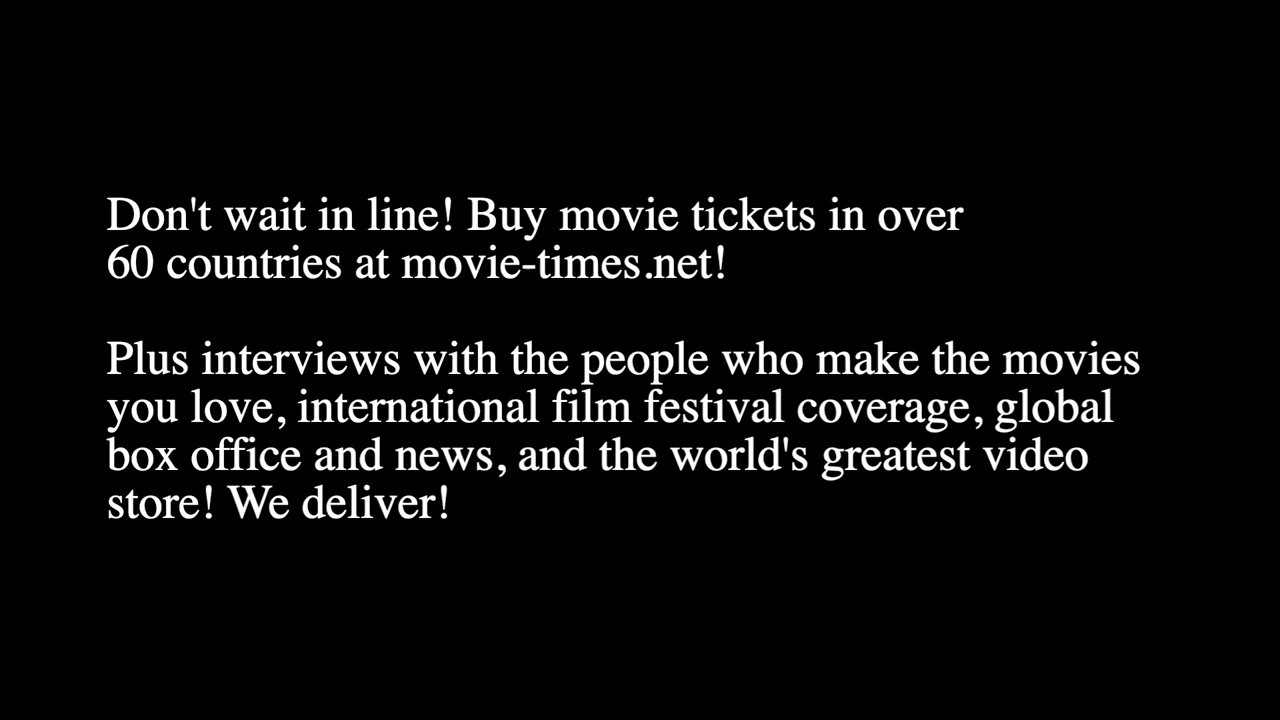 Don't wait in line! Buy movie tickets in over
60 countries at movie-times.net!
Plus interviews with the people who make the movies
you love, international film festival coverage, global
box office and news, and the world's greatest video
store! We deliver!